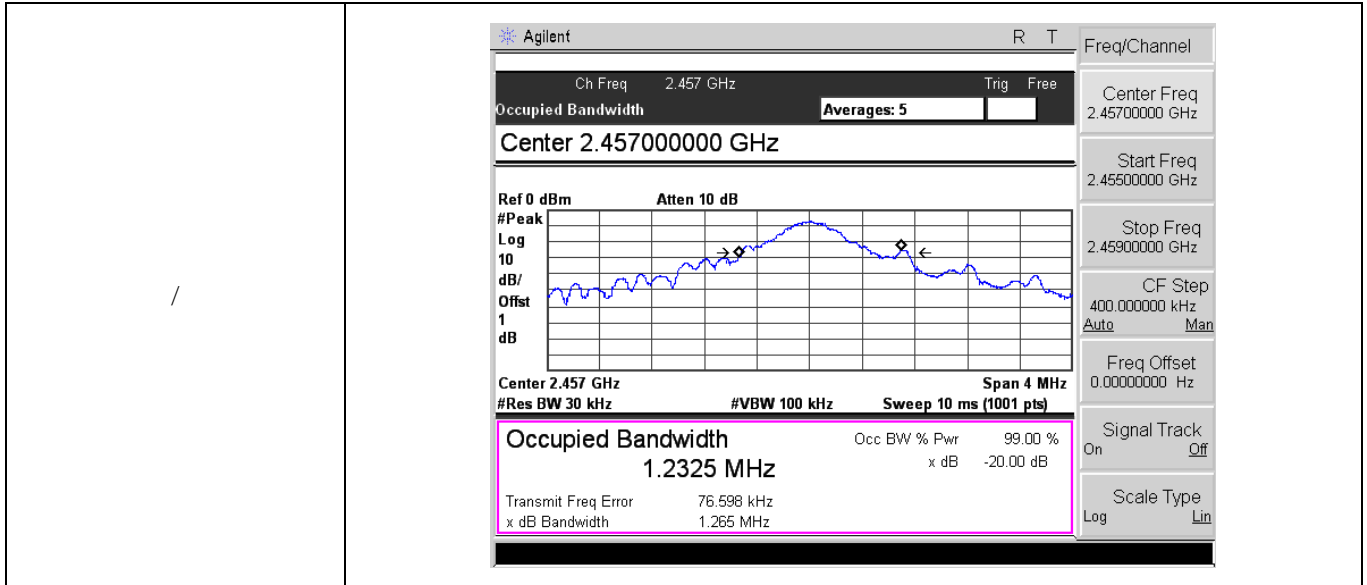 /
Agilent R T
Ch Freq 2.457 GHz Trig Free
Occupied Bandwidth Averages: 5
Center 2.457000000 GHz
Ref 0 dBm Atten 10 dB
#Peak
Log
10
dB/
Offst
1
dB
Center 2.457 GHz Span 4 MHz
#Res BW 30 kHz #VBW 100 kHz Sweep 10 ms (1001 pts)
Occupied Bandwidth
1.2325 MHz
Occ BW % Pwr 99.00 %
x dB -20.00 dB
Transmit Freq Error 76.598 kHz
x dB Bandwidth 1.265 MHz
Freq/Channel
Center Freq
2.45700000 GHz
Start Freq
2.45500000 GHz
Stop Freq
2.45900000 GHz
CF Step
400.000000 kHz
Auto Man
Freq Offset
0.00000000 Hz
Signal Track
On Off
Scale Type
Log Lin